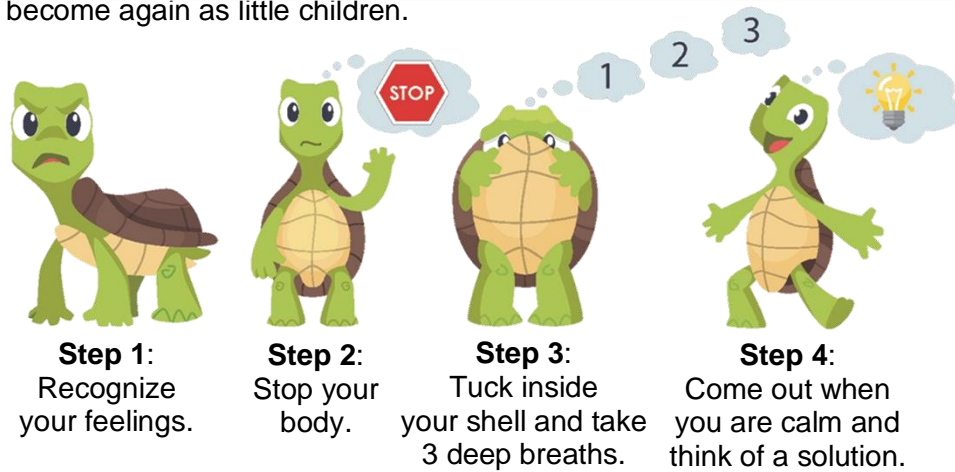 become again as little children.
STOP
1
2
3
Step 1:
Recognize
your feelings.
Step 2:
Stop your
body.
Step 3:
Tuck inside
your shell and take
3 deep breaths.
Step 4:
Come out when
you are calm and
think of a solution.